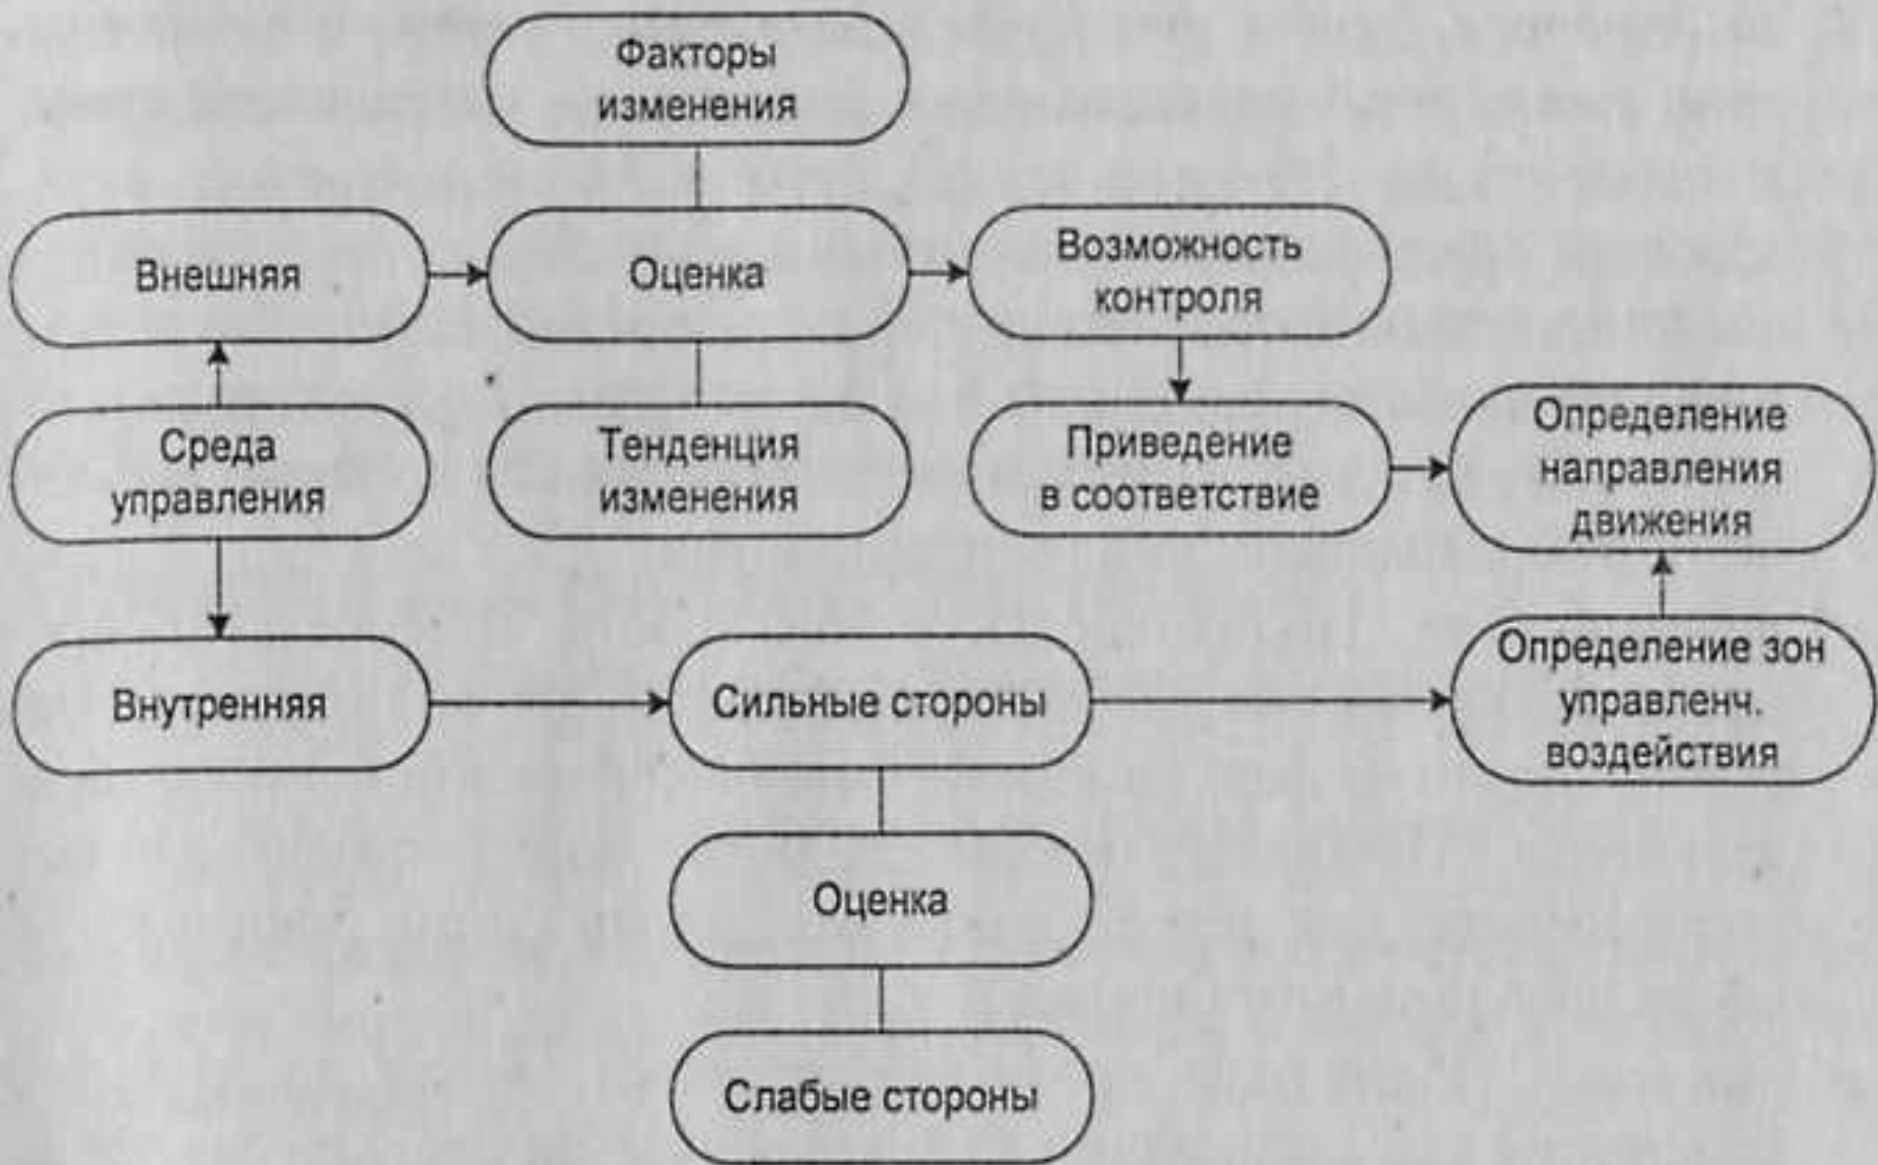 Факторы
изменения
Внешняя
Оценка
Возможность
контроля
Среда
управления
Тенденция
изменения
Приведение
в соответствие
Определение
направления
движения
Внутренняя
Сильные стороны
Определение зон
управленч.
воздействия
Оценка
Слабые стороны